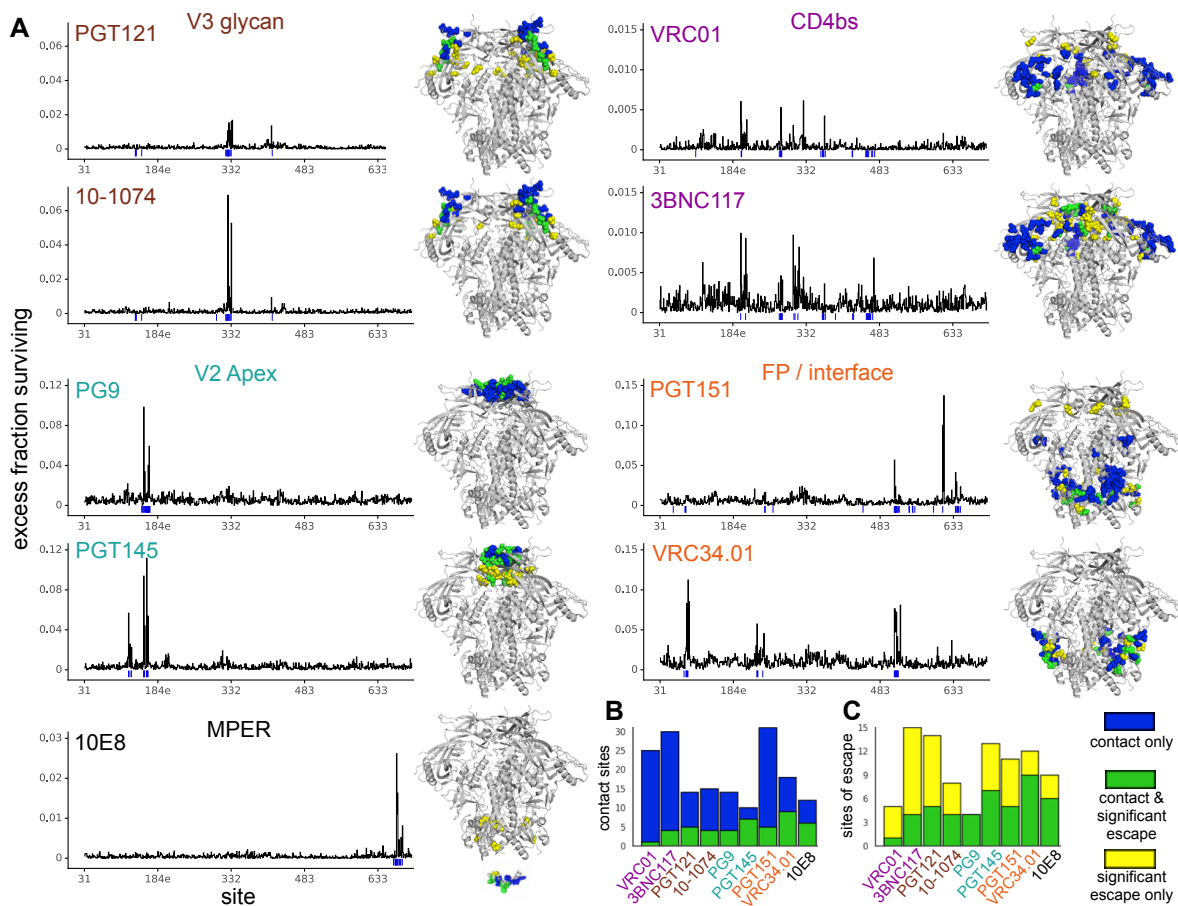 A
V3 glycan
PGT121
0.06
0.04
0.02
0
31
184e
332
483
633
10-1074
0.06
0.04
0.02
0
31
184e
332
483
633
V2 Apex
PG9
0.12
0.08
0.04
0
31
184e
332
483
633
PGT145
0.12
0.08
0.04
0
31
184e
332
483
633
MPER
10E8
0.03
0.02
0.01
0
31
184e
332
483
633
site
excess fraction surviving
CD4bs
VRC01
0.015
0.010
0.005
0
31
184e
332
483
633
3BNC117
0.015
0.010
0.005
0
31
184e
332
483
633
FP / interface
PGT151
0.15
0.10
0.05
0
31
184e
332
483
633
VRC34.01
0.15
0.10
0.05
0
31
184e
332
483
633
B
contact sites
30
25
20
15
10
5
0
VRC01
3BNC117
PGT121
10-1074
PG9
PGT145
PGT151
VRC34.01
10E8
C
sites of escape
15
12
9
6
3
0
VRC01
3BNC117
PGT121
10-1074
PG9
PGT145
PGT151
VRC34.01
10E8
contact only
contact &
significant
escape
significant
escape only